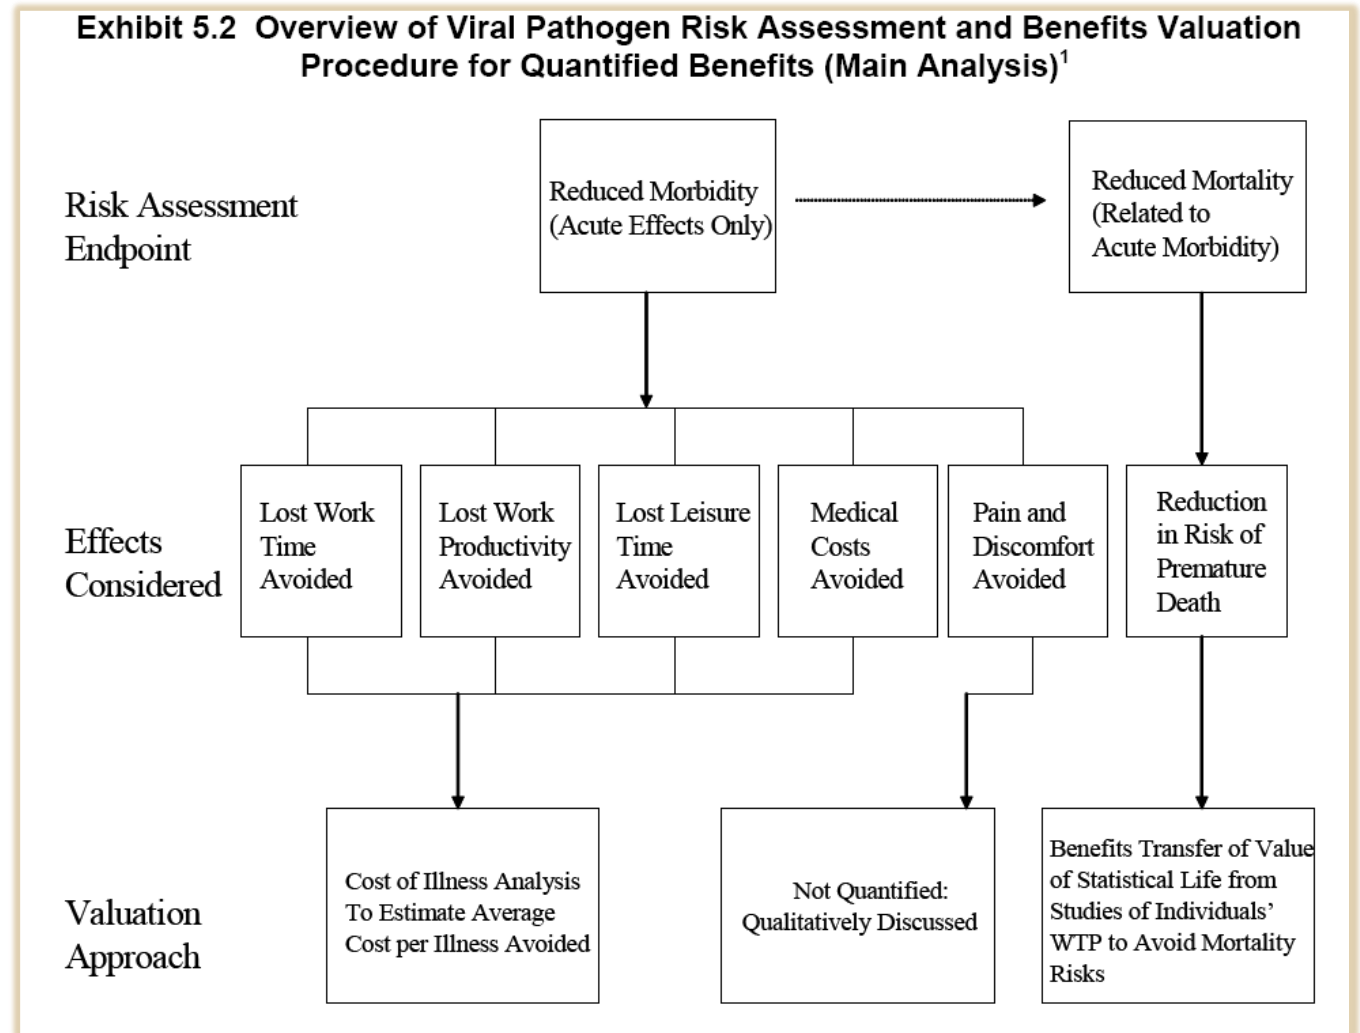 Exhibit 5.2 Overview of Viral Pathogen Risk Assessment and Benefits Valuation
Procedure for Quantified Benefits (Main Analysis)1
Risk Assessment
Endpoint
Reduced Morbidity
(Acute Effects Only)
Reduced Mortality
(Related to
Acute Morbidity)
Effects
Considered
Lost Work
Time
Avoided
Lost Work
Productivity
Avoided
Lost Leisure
Time
Avoided
Medical
Costs
Avoided
Pain and
Discomfort
Avoided
Reduction
in Risk of
Premature
Death
Valuation
Approach
Cost of Illness Analysis
To Estimate Average
Cost per Illness Avoided
Not Quantified:
Qualitatively Discussed
Benefits Transfer of Value
of Statistical Life from
Studies of Individuals’
WTP to Avoid Mortality
Risks